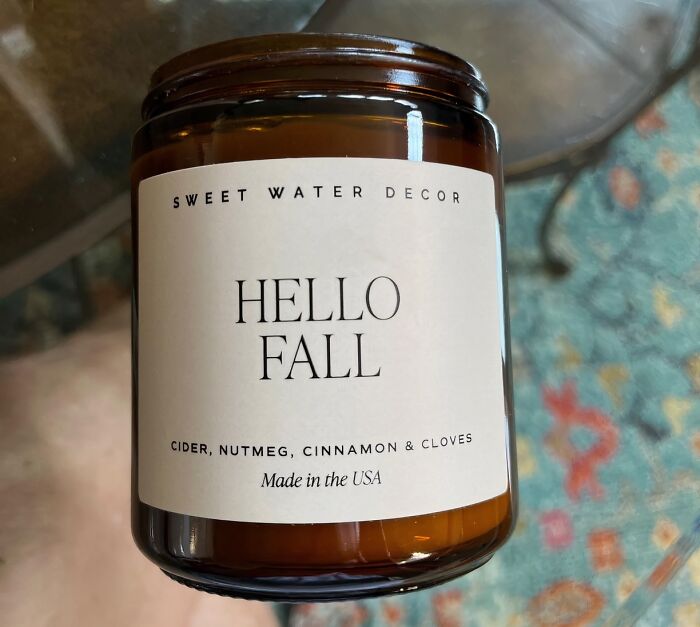 SWEET WATER DECOR
HELLO
FALL
CIDER, NUTMEG, CINNAMON & CLOVES
Made in the USA